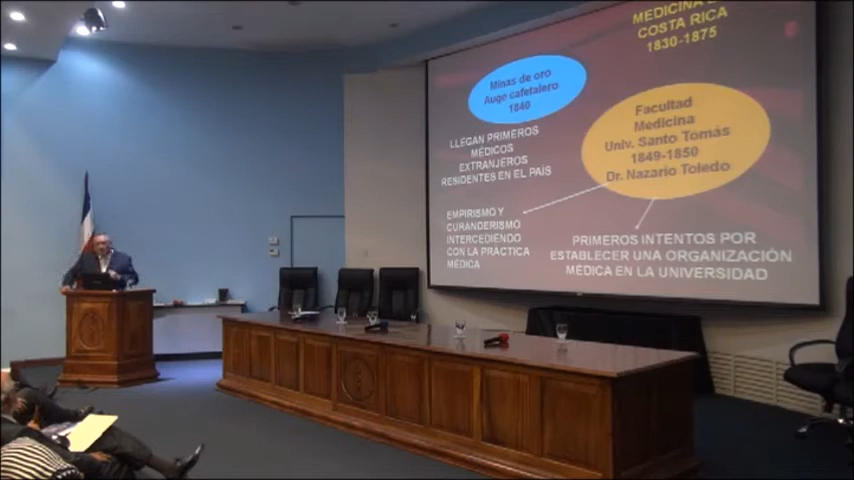 MEDICINA
COSTA RICA
1830-1875
Minas de oro
Auge cafetalero
1840
LLEGAN PRIMEROS
MÉDICOS
EXTRANJEROS
RESIDENTES EN EL PAÍS
Facultad
Medicina
Univ. Santo Tomás
1849-1850
Dr. Nazario Toledo
EMPIRISMO Y
CURANDERISMO
INTERCEDIENDO
CON LA PRÁCTICA
MÉDICA
PRIMEROS INTENTOS POR
ESTABLECER UNA ORGANIZACIÓN
MÉDICA EN LA UNIVERSIDAD